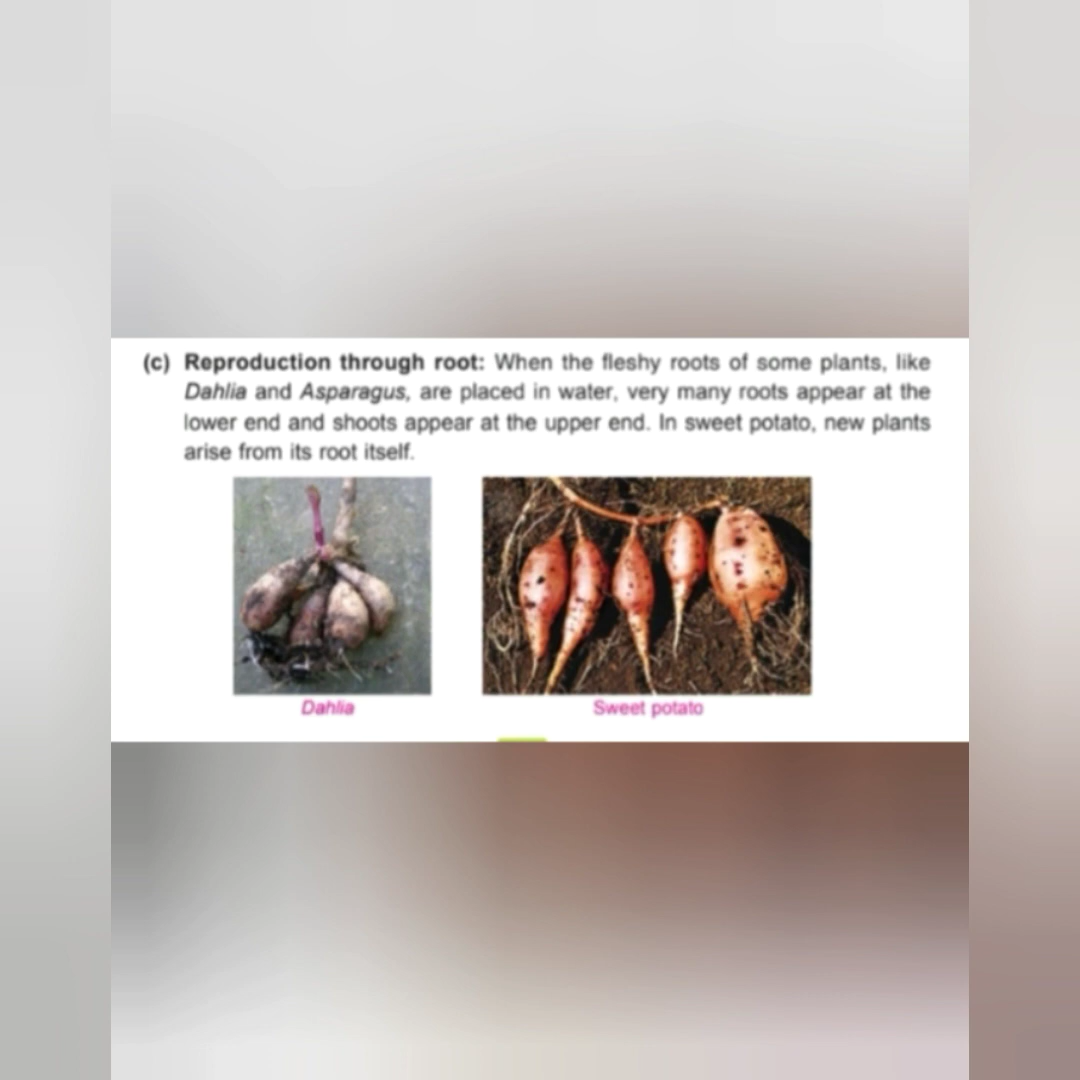 (c) Reproduction through root: When the fleshy roots of some plants, like
Dahlia and Asparagus, are placed in water, very many roots appear at the
lower end and shoots appear at the upper end. In sweet potato, new plants
arise from its root itself.
Dahlia
Sweet potato